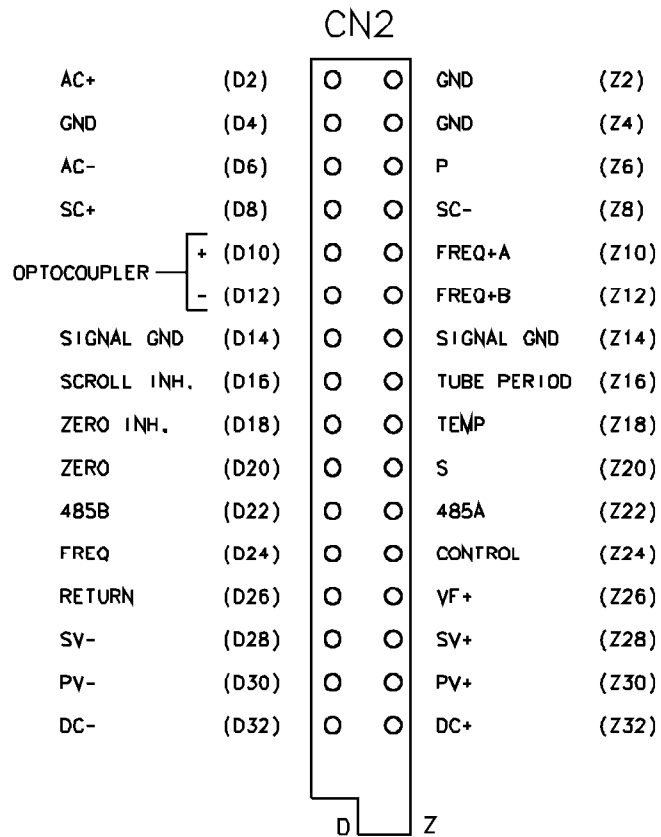 CN2
AC+ (D2) GND (Z2)
GND (D4) GND (Z4)
AC- (D6) P (Z6)
SC+ (D8) SC- (Z8)
+ (D10) FREQ+A (Z10)
OPTOCOUPLER
- (D12) FREQ+B (Z12)
SIGNAL GND (D14) SIGNAL GND (Z14)
SCROLL INH. (D16) TUBE PERIOD (Z16)
ZERO INH. (D18) TEMP (Z18)
ZERO (D20) S (Z20)
485B (D22) 485A (Z22)
FREQ (D24) CONTROL (Z24)
RETURN (D26) VF+ (Z26)
SV- (D28) SV+ (Z28)
PV- (D30) PV+ (Z30)
DC- (D32) DC+ (Z32)
D Z